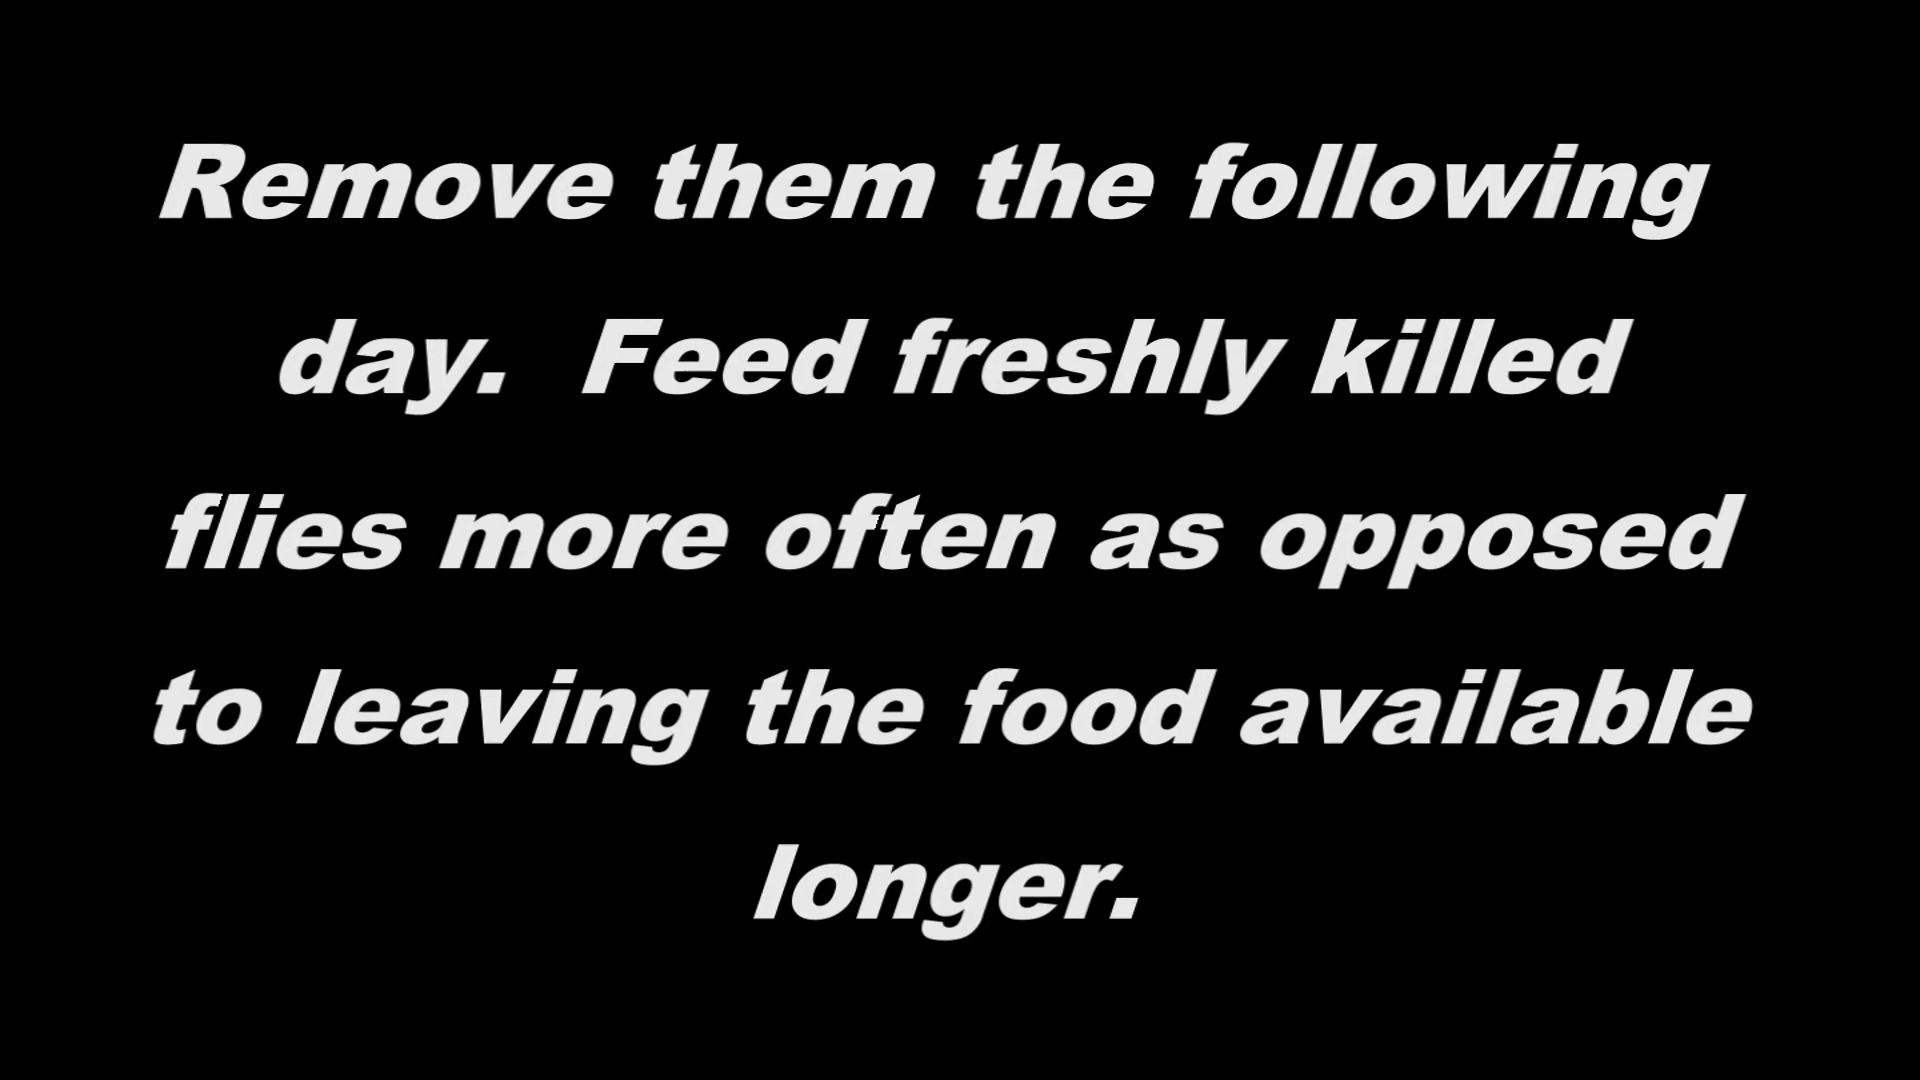 Remove them the following
day.  Feed freshly killed
flies more often as opposed
to leaving the food available
longer.